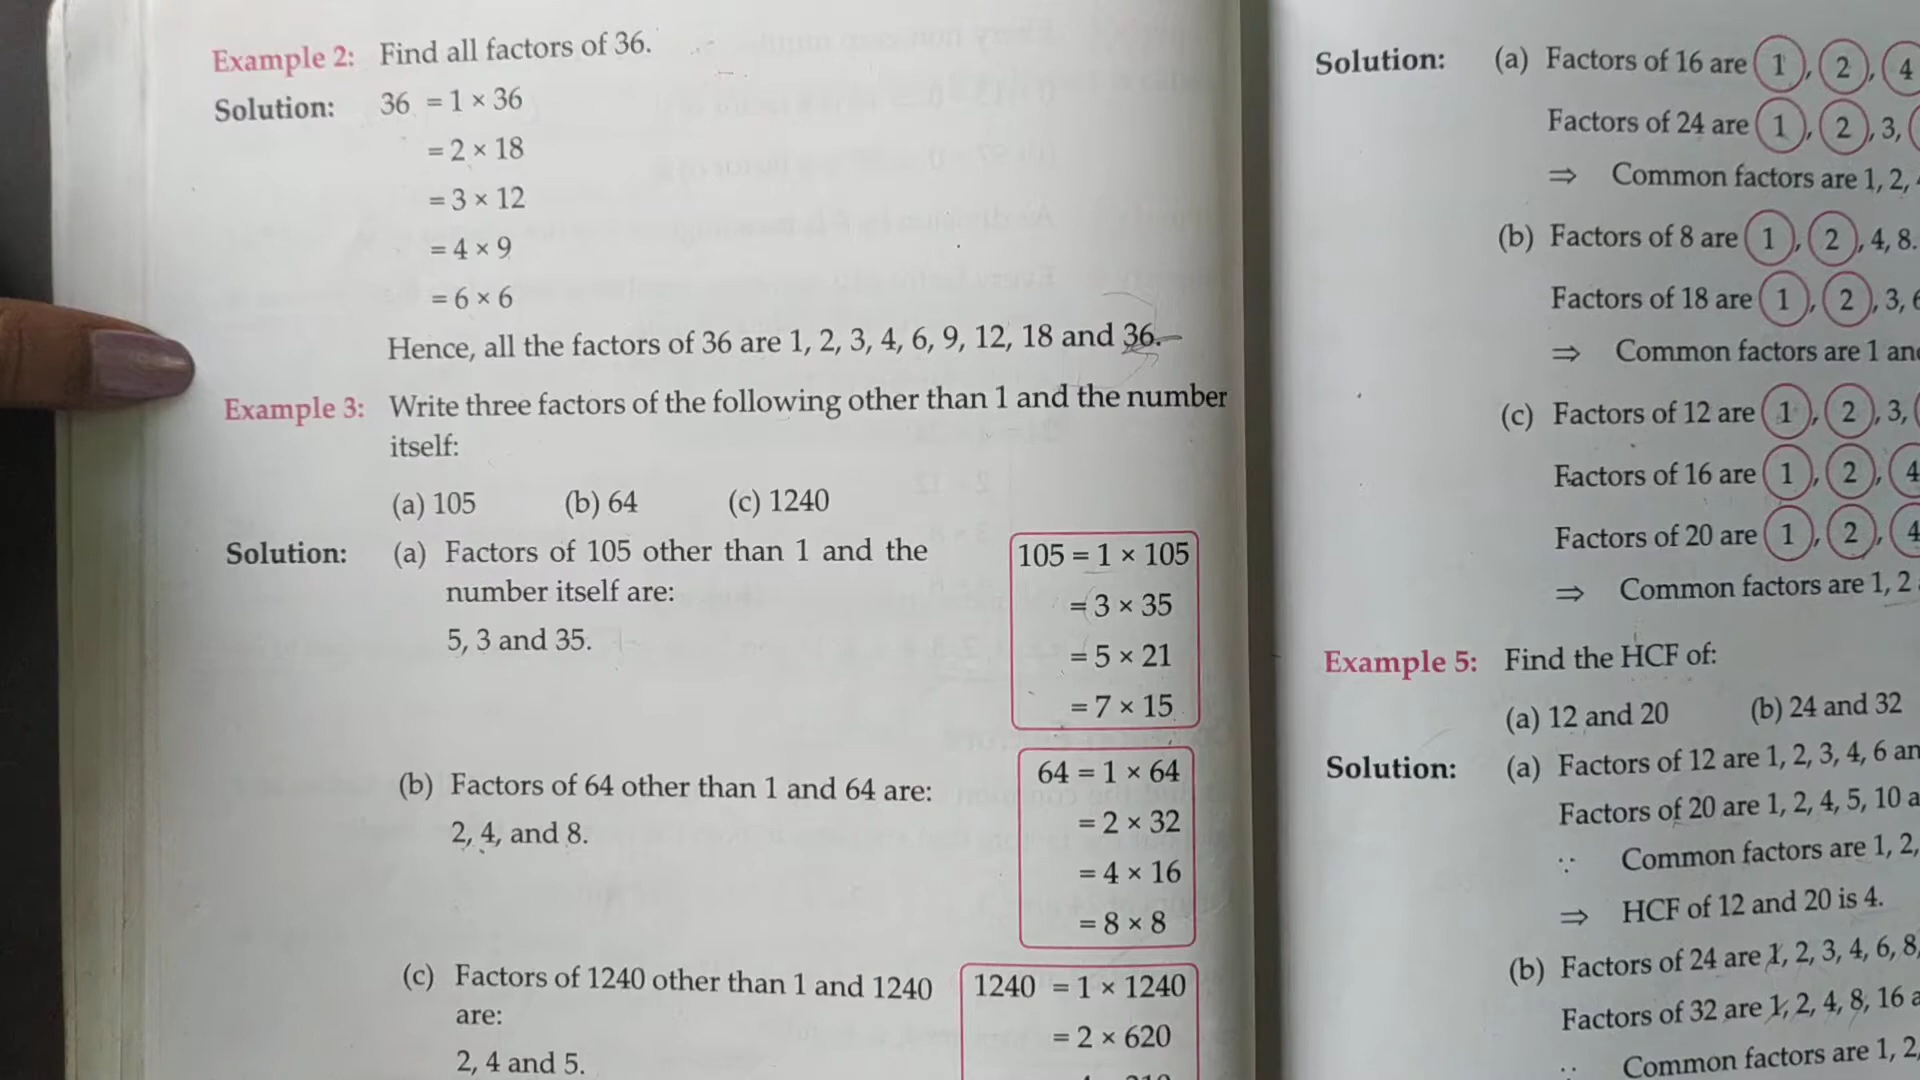 Example 2: Find all factors of 36.
Solution: 36 = 1 × 36
= 2 × 18
= 3 × 12
= 4 × 9
= 6 × 6
Hence, all the factors of 36 are 1, 2, 3, 4, 6, 9, 12, 18 and 36.
Example 3: Write three factors of the following other than 1 and the number
itself:
(a) 105 (b) 64 (c) 1240
Solution: (a) Factors of 105 other than 1 and the
number itself are:
5, 3 and 35.
105 = 1 × 105
= 3 × 35
= 5 × 21
= 7 × 15
(b) Factors of 64 other than 1 and 64 are:
2, 4, and 8.
64 = 1 × 64
= 2 × 32
= 4 × 16
= 8 × 8
(c) Factors of 1240 other than 1 and 1240
are:
2, 4 and 5.
1240 = 1 × 1240
= 2 × 620
Solution: (a) Factors of 16 are 1, 2, 4
Factors of 24 are 1, 2, 3,
⇒ Common factors are 1, 2,
(b) Factors of 8 are 1, 2, 4, 8.
Factors of 18 are 1, 2, 3,
⇒ Common factors are 1
(c) Factors of 12 are 1, 2, 3,
Factors of 16 are 1, 2, 4
Factors of 20 are 1, 2, 4
⇒ Common factors are 1, 2
Example 5: Find the HCF of:
(a) 12 and 20 (b) 24 and 32
Solution: (a) Factors of 12 are 1, 2, 3, 4, 6
Factors of 20 are 1, 2, 4, 5, 10
∵ Common factors are 1, 2,
⇒ HCF of 12 and 20 is 4.
(b) Factors of 24 are 1, 2, 3, 4, 6, 8,
Factors of 32 are 1, 2, 4, 8, 16
∵ Common factors are 1, 2,